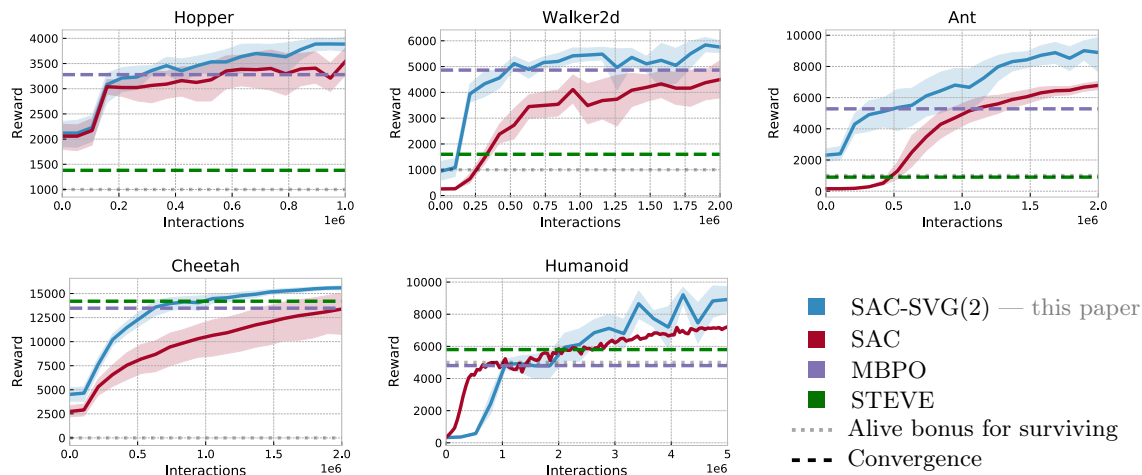 Hopper
4000
3500
3000
2500
2000
1500
1000
Reward
0.0 0.2 0.4 0.6 0.8 1.0
Interactions 1e6
Walker2d
6000
5000
4000
3000
2000
1000
0
Reward
0.0 0.25 0.50 0.75 1.00 1.25 1.50 1.75 2.00
Interactions 1e6
Ant
10000
8000
6000
4000
2000
0
Reward
0.0 0.5 1.0 1.5 2.0
Interactions 1e6
Cheetah
15000
12500
10000
7500
5000
2500
0
Reward
0.0 0.5 1.0 1.5 2.0
Interactions 1e6
Humanoid
10000
8000
6000
4000
2000
0
Reward
0 1 2 3 4 5
Interactions 1e6
SAC-SVG(2) — this paper
SAC
MBPO
STEVE
Alive bonus for surviving
Convergence